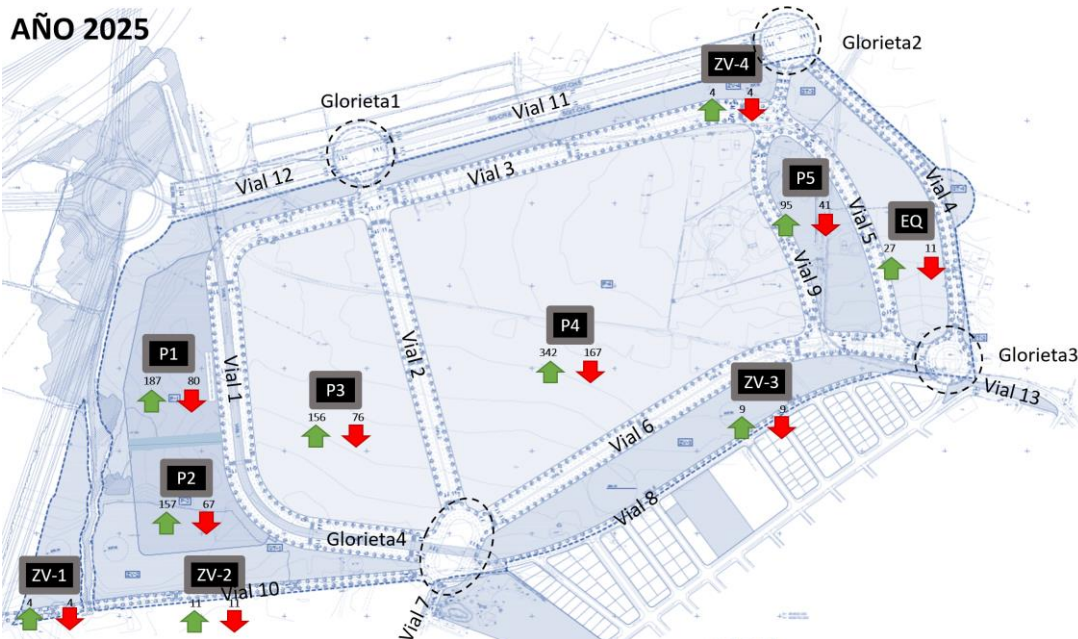 AÑO 2025
Glorieta2
ZV-4
4 4
Glorieta1
Vial 11
Vial 12
Vial 3
P5
95 41
Vial 4
Vial 5
EQ
27 11
Vial 9
P1
187 80
Vial 1
Vial 2
P4
342 167
Glorieta3
ZV-3
9 9
Vial 13
P3
156 76
Vial 6
P2
157 67
Vial 8
Glorieta4
ZV-1
4 4
ZV-2
11 11
Vial 10
Vial 7